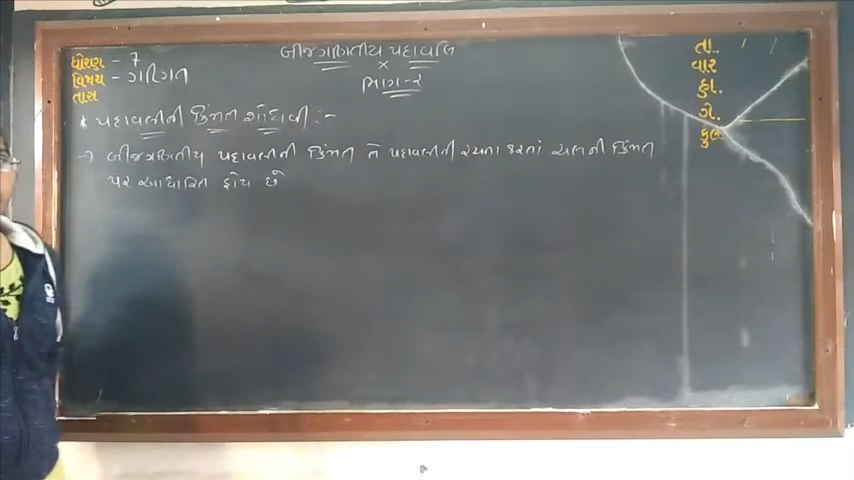 બીજગણિતીય પદાવલિ
×
ભાગ-૨
ધોરણ - 7
વિષય - ગણિત
તાસ
* પદાવલીની કિંમત શોધવી :-
→ બીજગણિતીય પદાવલીની કિંમત તે પદાવલીની રચના કરતાં ચલની કિંમત
પર આધારિત હોય છે
તા.. / /
વાર
હા.
ગે.
કુલ